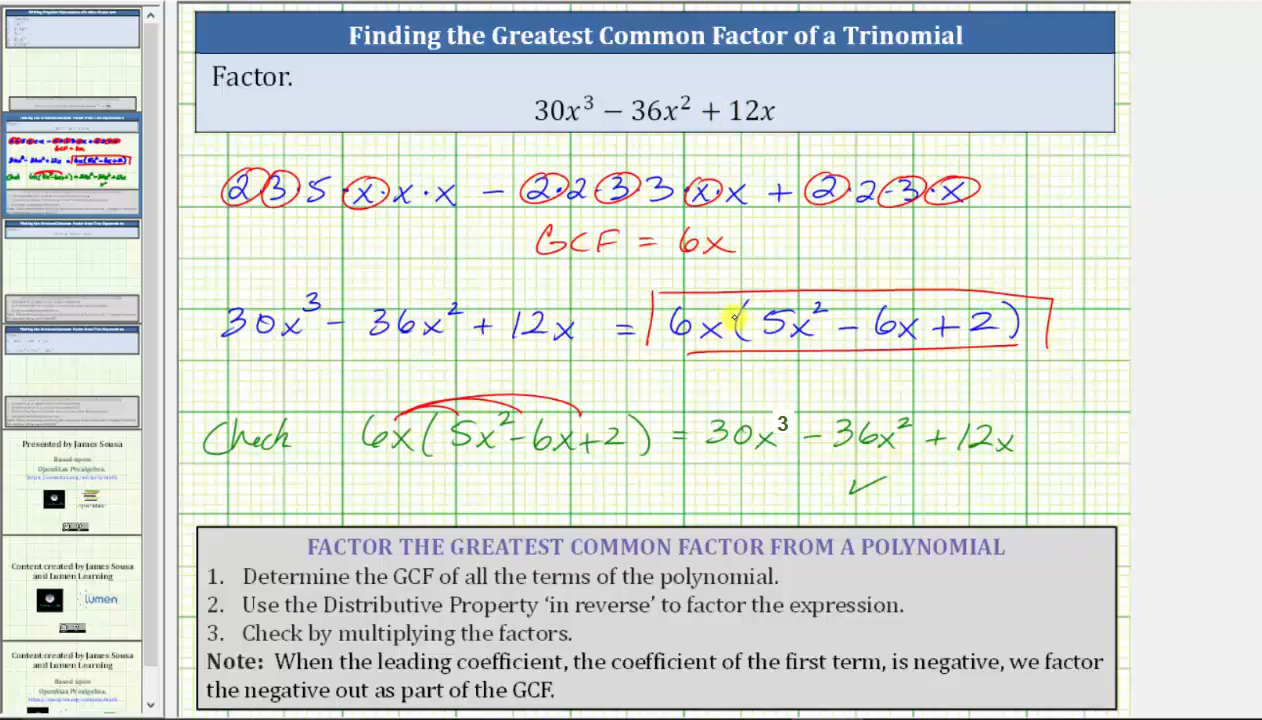 Finding the Greatest Common Factor of a Trinomial
Factor:
30x³ − 36x² + 12x
2·3·5·x·x·x − 2·2·3·3·x·x + 2·2·3·x
GCF = 6x
30x³ − 36x² + 12x = 6x(5x² − 6x + 2)
Check 6x(5x² − 6x + 2) = 30x³ − 36x² + 12x
✓
FACTOR THE GREATEST COMMON FACTOR FROM A POLYNOMIAL
1. Determine the GCF of all the terms of the polynomial.
2. Use the Distributive Property ‘in reverse’ to factor the expression.
3. Check by multiplying the factors.
Note: When the leading coefficient, the coefficient of the first term, is negative, we factor
the negative out as part of the GCF.
Presented by James Sousa
Based upon
OpenStax Prealgebra.
Content created by James Sousa
and Lumen Learning
lumen
Content created by James Sousa
and Lumen Learning
Based upon